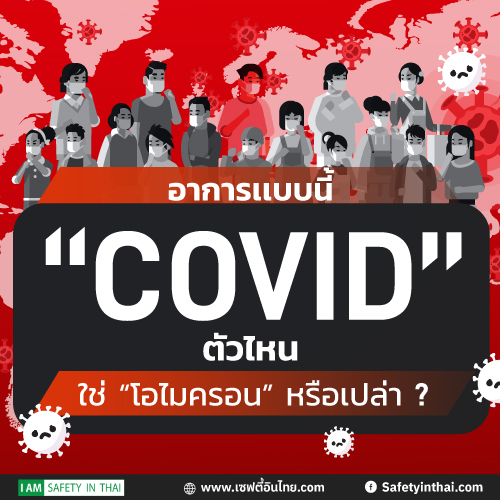 อาการแบบนี้
“COVID”
ตัวไหน
ใช่ “โอไมครอน” หรือเปล่า ?
I AM SAFETY IN THAI www.เซฟตี้อินไทย.com f Safetyinthai.com